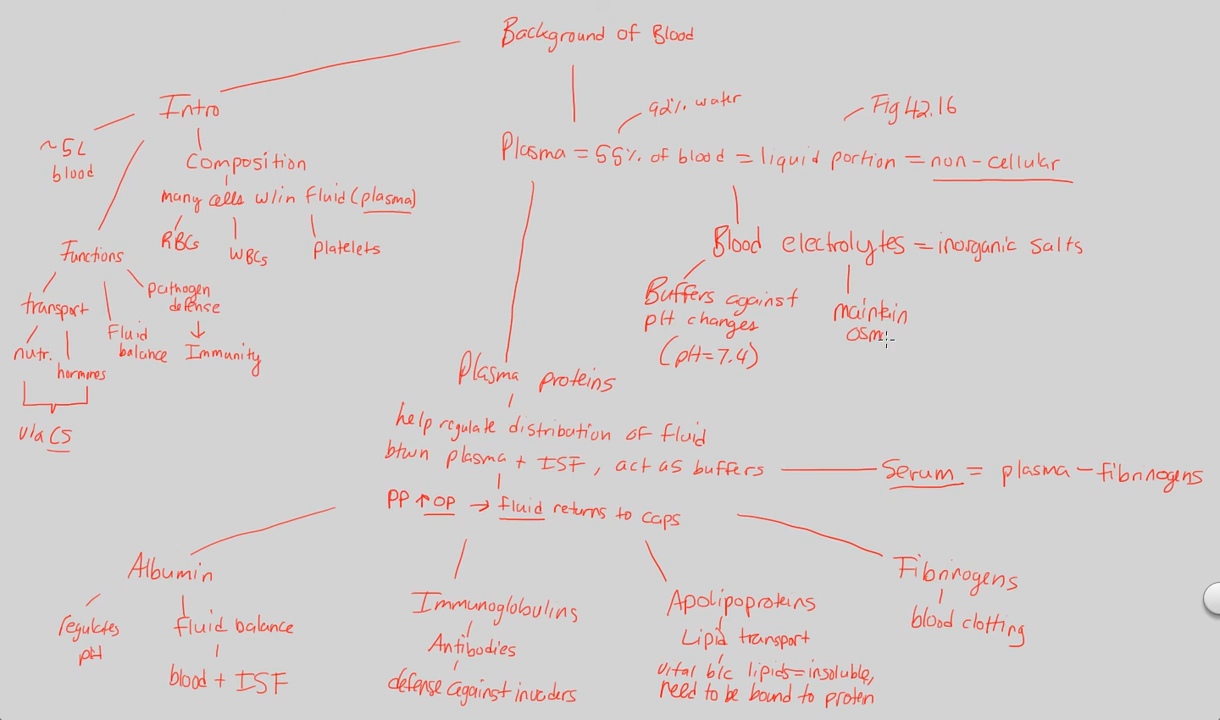 Background of Blood
92% water
Fig 42.16
Intro
~5L
blood
Composition
Plasma = 55% of blood = liquid portion = non-cellular
many cells w/in fluid (plasma)
RBCs
WBCs
platelets
Functions
Blood electrolytes = inorganic salts
transport
pathogen
defense
Buffers against
pH changes
(pH=7.4)
maintain
osm
nutr.
hormones
Fluid
balance
Immunity
via CS
Plasma proteins
help regulate distribution of fluid
btwn plasma + ISF, act as buffers
Serum = plasma - fibrinogens
PP ↑ OP → fluid returns to caps
Albumin
Immunoglobulins
Apolipoproteins
Fibrinogens
regulates
pH
fluid balance
blood + ISF
Antibodies
defense against invaders
Lipid transport
vital b/c lipids=insoluble,
need to be bound to protein
blood clotting